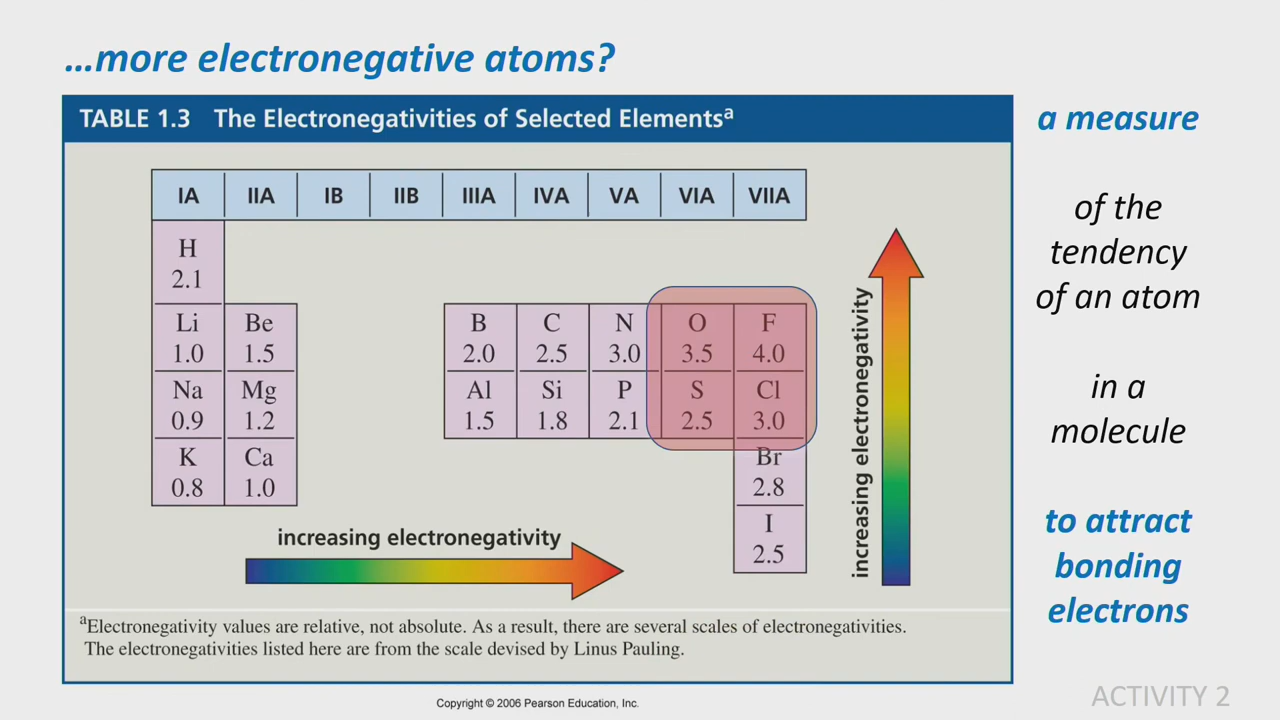 …more electronegative atoms?
TABLE 1.3 The Electronegativities of Selected Elementsᵃ
IA IIA IB IIB IIIA IVA VA VIA VIIA
H
2.1
Li Be B C N O F
1.0 1.5 2.0 2.5 3.0 3.5 4.0
Na Mg Al Si P S Cl
0.9 1.2 1.5 1.8 2.1 2.5 3.0
K Ca Br
0.8 1.0 2.8
I
2.5
increasing electronegativity
increasing electronegativity
ᵃElectronegativity values are relative, not absolute. As a result, there are several scales of electronegativities.
The electronegativities listed here are from the scale devised by Linus Pauling.
Copyright © 2006 Pearson Education, Inc.
a measure
of the
tendency
of an atom
in a
molecule
to attract
bonding
electrons
ACTIVITY 2